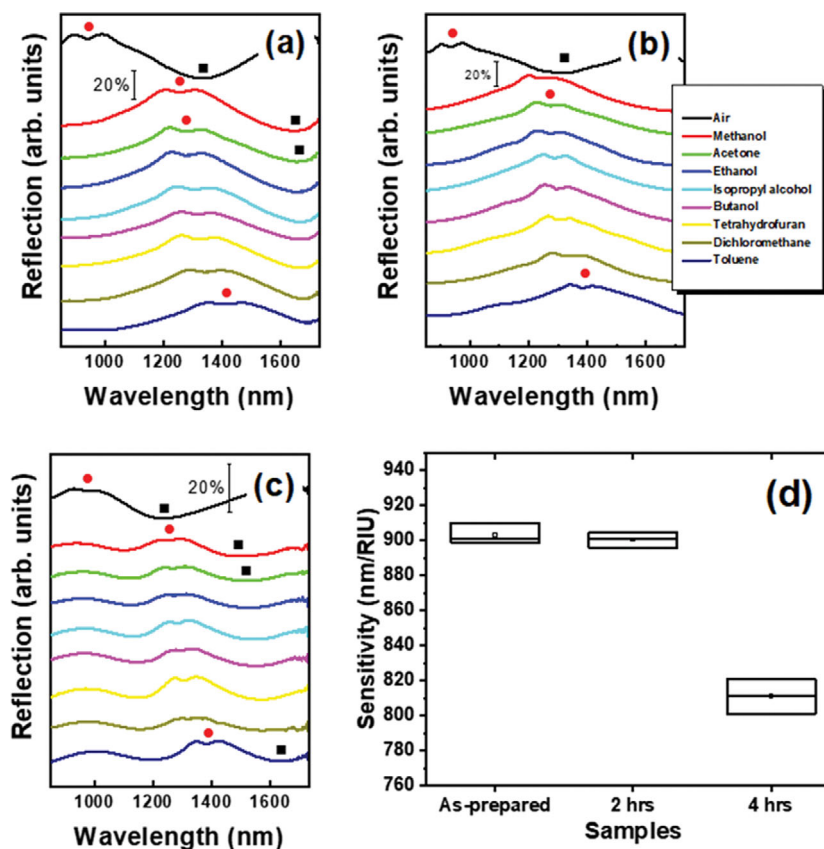 (a)
20%
Reflection (arb. units)
1000 1200 1400 1600
Wavelength (nm)
(b)
20%
Reflection (arb. units)
1000 1200 1400 1600
Wavelength (nm)
Air
Methanol
Acetone
Ethanol
Isopropyl alcohol
Butanol
Tetrahydrofuran
Dichloromethane
Toluene
(c)
20%
Reflection (arb. units)
1000 1200 1400 1600
Wavelength (nm)
(d)
Sensitivity (nm/RIU)
940
920
900
880
860
840
820
800
780
760
As-prepared 2 hrs 4 hrs
Samples